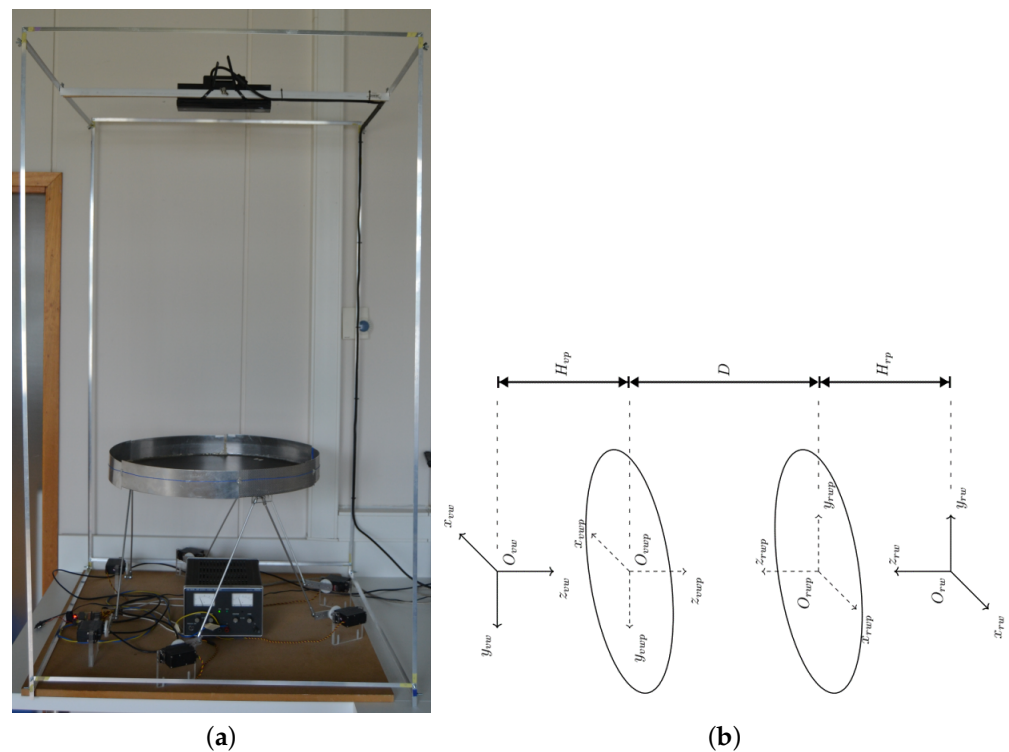 H_{vp}
D
H_{rp}
x_{vw}
O_{vw}
z_{vw}
y_{vw}
x_{vwp}
O_{vwp}
z_{vwp}
y_{vwp}
z_{rwp}
y_{rwp}
O_{rwp}
x_{rwp}
z_{rw}
y_{rw}
O_{rw}
x_{rw}
(a)
(b)